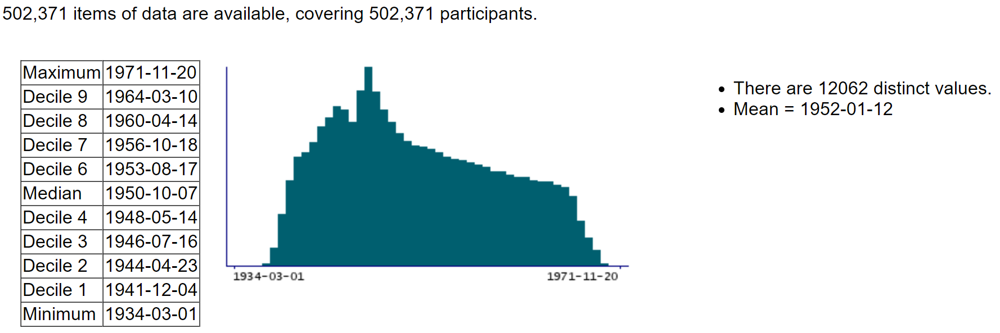 502,371 items of data are available, covering 502,371 participants.
Maximum 1971-11-20
Decile 9 1964-03-10
Decile 8 1960-04-14
Decile 7 1956-10-18
Decile 6 1953-08-17
Median 1950-10-07
Decile 4 1948-05-14
Decile 3 1946-07-16
Decile 2 1944-04-23
Decile 1 1941-12-04
Minimum 1934-03-01
1934-03-01
1971-11-20
• There are 12062 distinct values.
• Mean = 1952-01-12